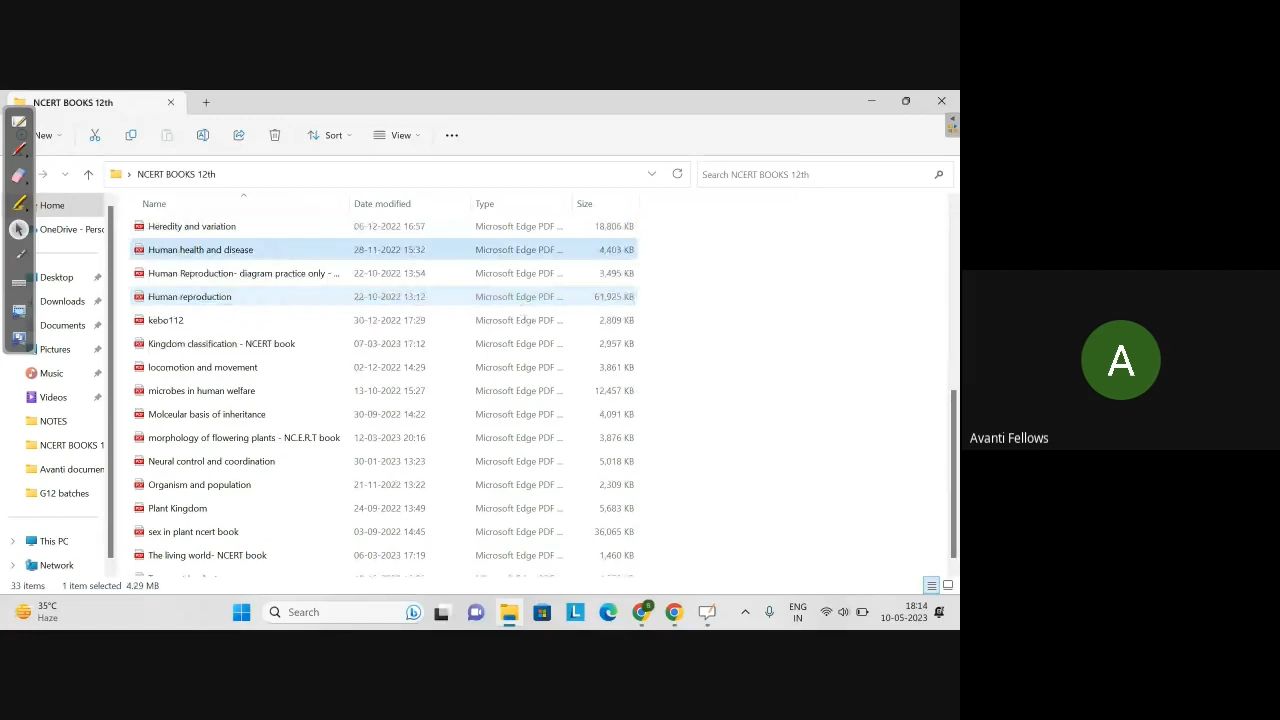 NCERT BOOKS 12th
New
Sort
View
NCERT BOOKS 12th
Search NCERT BOOKS 12th
Name Date modified Type Size
Heredity and variation 06-12-2022 16:57 Microsoft Edge PDF ... 18,806 KB
Human health and disease 28-11-2022 15:32 Microsoft Edge PDF ... 4,403 KB
Human Reproduction- diagram practice only - ... 22-10-2022 13:54 Microsoft Edge PDF ... 3,495 KB
Human reproduction 22-10-2022 13:12 Microsoft Edge PDF ... 61,925 KB
kebo112 30-12-2022 17:29 Microsoft Edge PDF ... 2,809 KB
Kingdom classification - NCERT book 07-03-2023 17:12 Microsoft Edge PDF ... 2,957 KB
locomotion and movement 02-12-2022 14:29 Microsoft Edge PDF ... 3,861 KB
microbes in human welfare 13-10-2022 15:27 Microsoft Edge PDF ... 12,457 KB
Molceular basis of inheritance 30-09-2022 14:22 Microsoft Edge PDF ... 4,091 KB
morphology of flowering plants - N.C.E.R.T book 12-03-2023 20:16 Microsoft Edge PDF ... 3,876 KB
Neural control and coordination 30-01-2023 13:23 Microsoft Edge PDF ... 5,018 KB
Organism and population 21-11-2022 13:22 Microsoft Edge PDF ... 2,309 KB
Plant Kingdom 24-09-2022 13:49 Microsoft Edge PDF ... 5,683 KB
sex in plant ncert book 03-09-2022 14:45 Microsoft Edge PDF ... 36,065 KB
The living world- NCERT book 06-03-2023 17:19 Microsoft Edge PDF ... 1,460 KB
Home
OneDrive - Persc
Desktop
Downloads
Documents
Pictures
Music
Videos
NOTES
NCERT BOOKS 1
Avanti documen
G12 batches
This PC
Network
33 items 1 item selected 4.29 MB
35°C
Haze
Search
ENG
IN
18:14
10-05-2023
A
Avanti Fellows